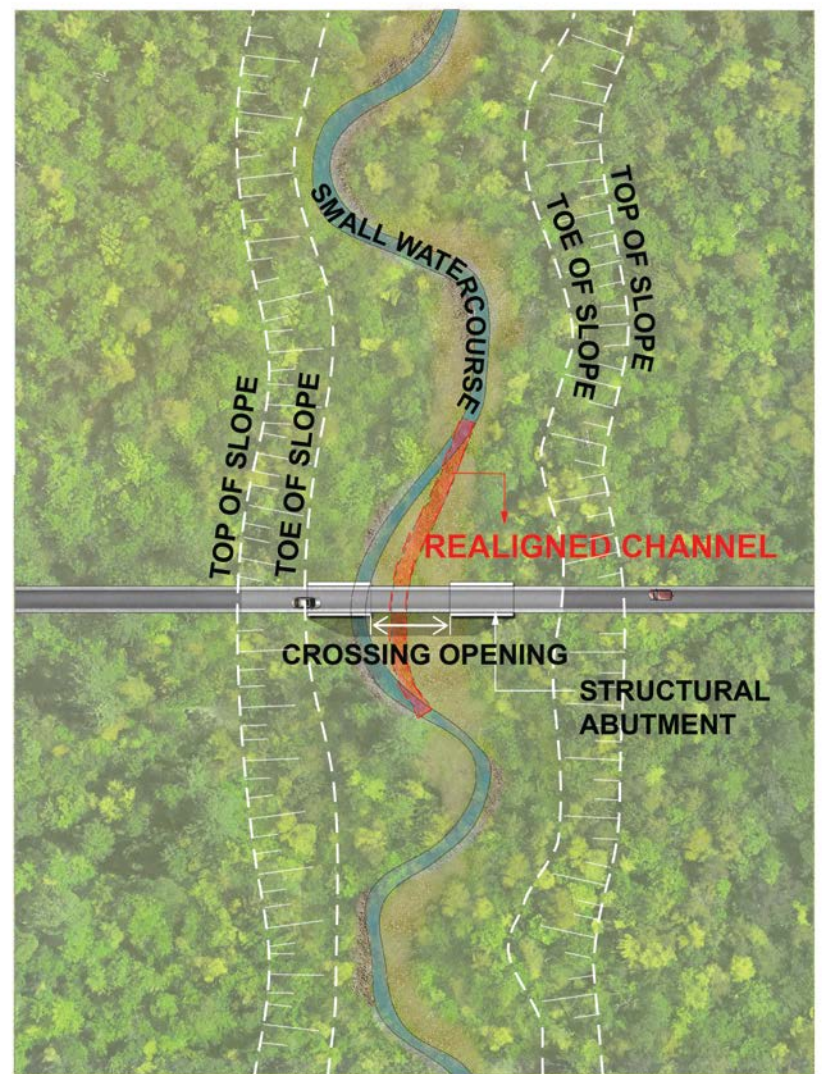 SMALL WATERCOURSE
TOP OF SLOPE
TOE OF SLOPE
TOP OF SLOPE
TOE OF SLOPE
REALIGNED CHANNEL
CROSSING OPENING
STRUCTURAL
ABUTMENT